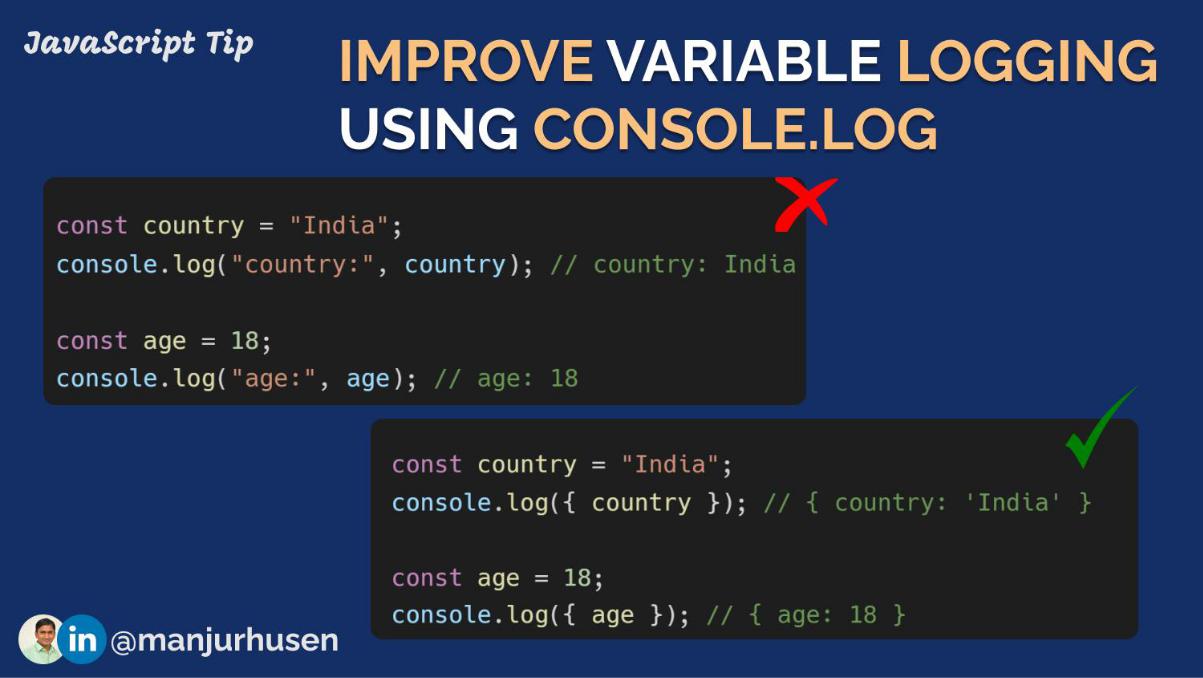 JavaScript Tip
IMPROVE VARIABLE LOGGING
USING CONSOLE.LOG
const country = "India";
console.log("country:", country); // country: India
const age = 18;
console.log("age:", age); // age: 18
const country = "India";
console.log({ country }); // { country: 'India' }
const age = 18;
console.log({ age }); // { age: 18 }
in @manjurhusen